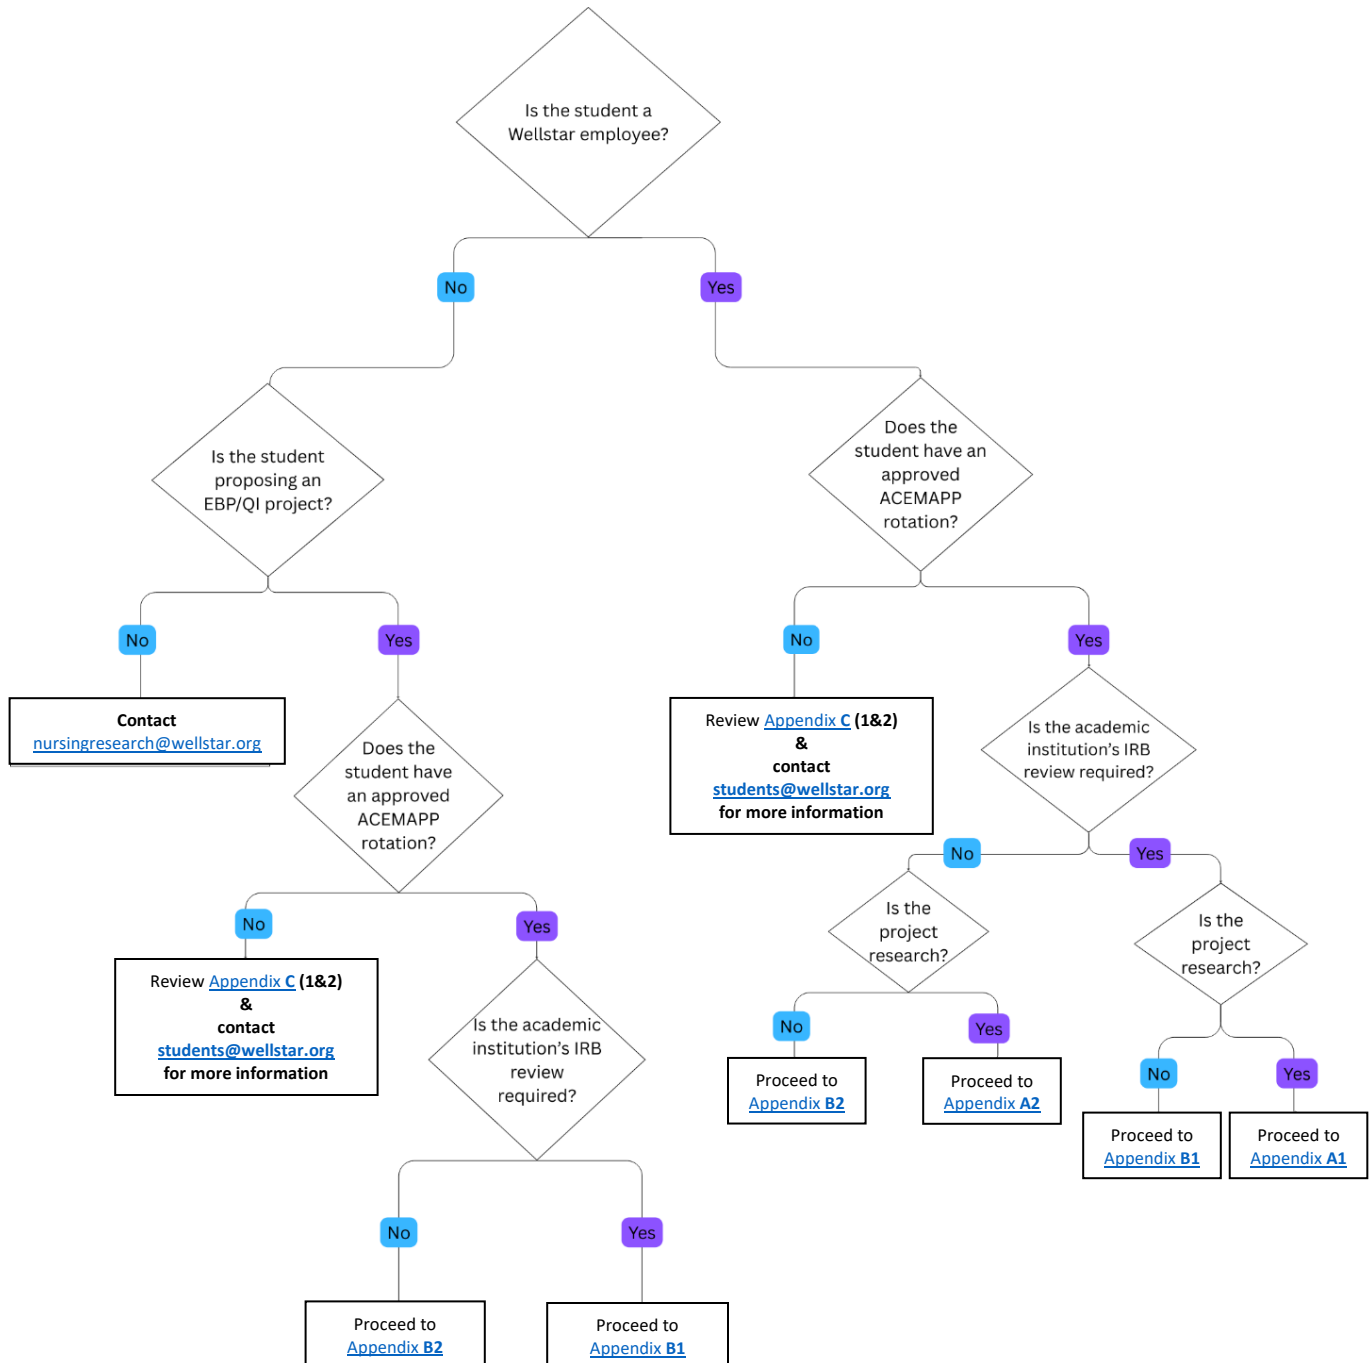 Is the student a
Wellstar employee?
No
Yes
Is the student
proposing an
EBP/QI project?
Does the
student have an
approved
ACEMAPP
rotation?
No
Yes
No
Yes
Contact
nursingresearch@wellstar.org
Does the
student have
an approved
ACEMAPP
rotation?
Review Appendix C (1&2)
&
contact
students@wellstar.org
for more information
Is the academic
institution's IRB
review required?
No
Yes
No
Yes
Is the
project
research?
Is the
project
research?
Review Appendix C (1&2)
&
contact
students@wellstar.org
for more information
Is the academic
institution's IRB
review
required?
No
Yes
No
Yes
Proceed to
Appendix B2
Proceed to
Appendix A2
Proceed to
Appendix B1
Proceed to
Appendix A1
No
Yes
Proceed to
Appendix B2
Proceed to
Appendix B1